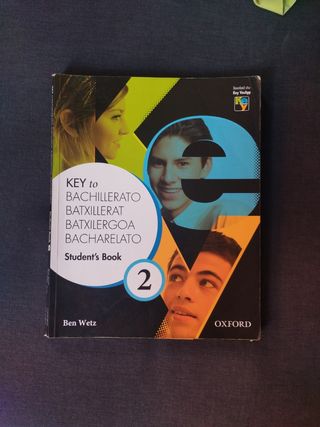 KEY to
BACHILLERATO
BATXILLERAT
BATXILERGOA
BACHARELATO
Student's Book
2
Ben Wetz
OXFORD